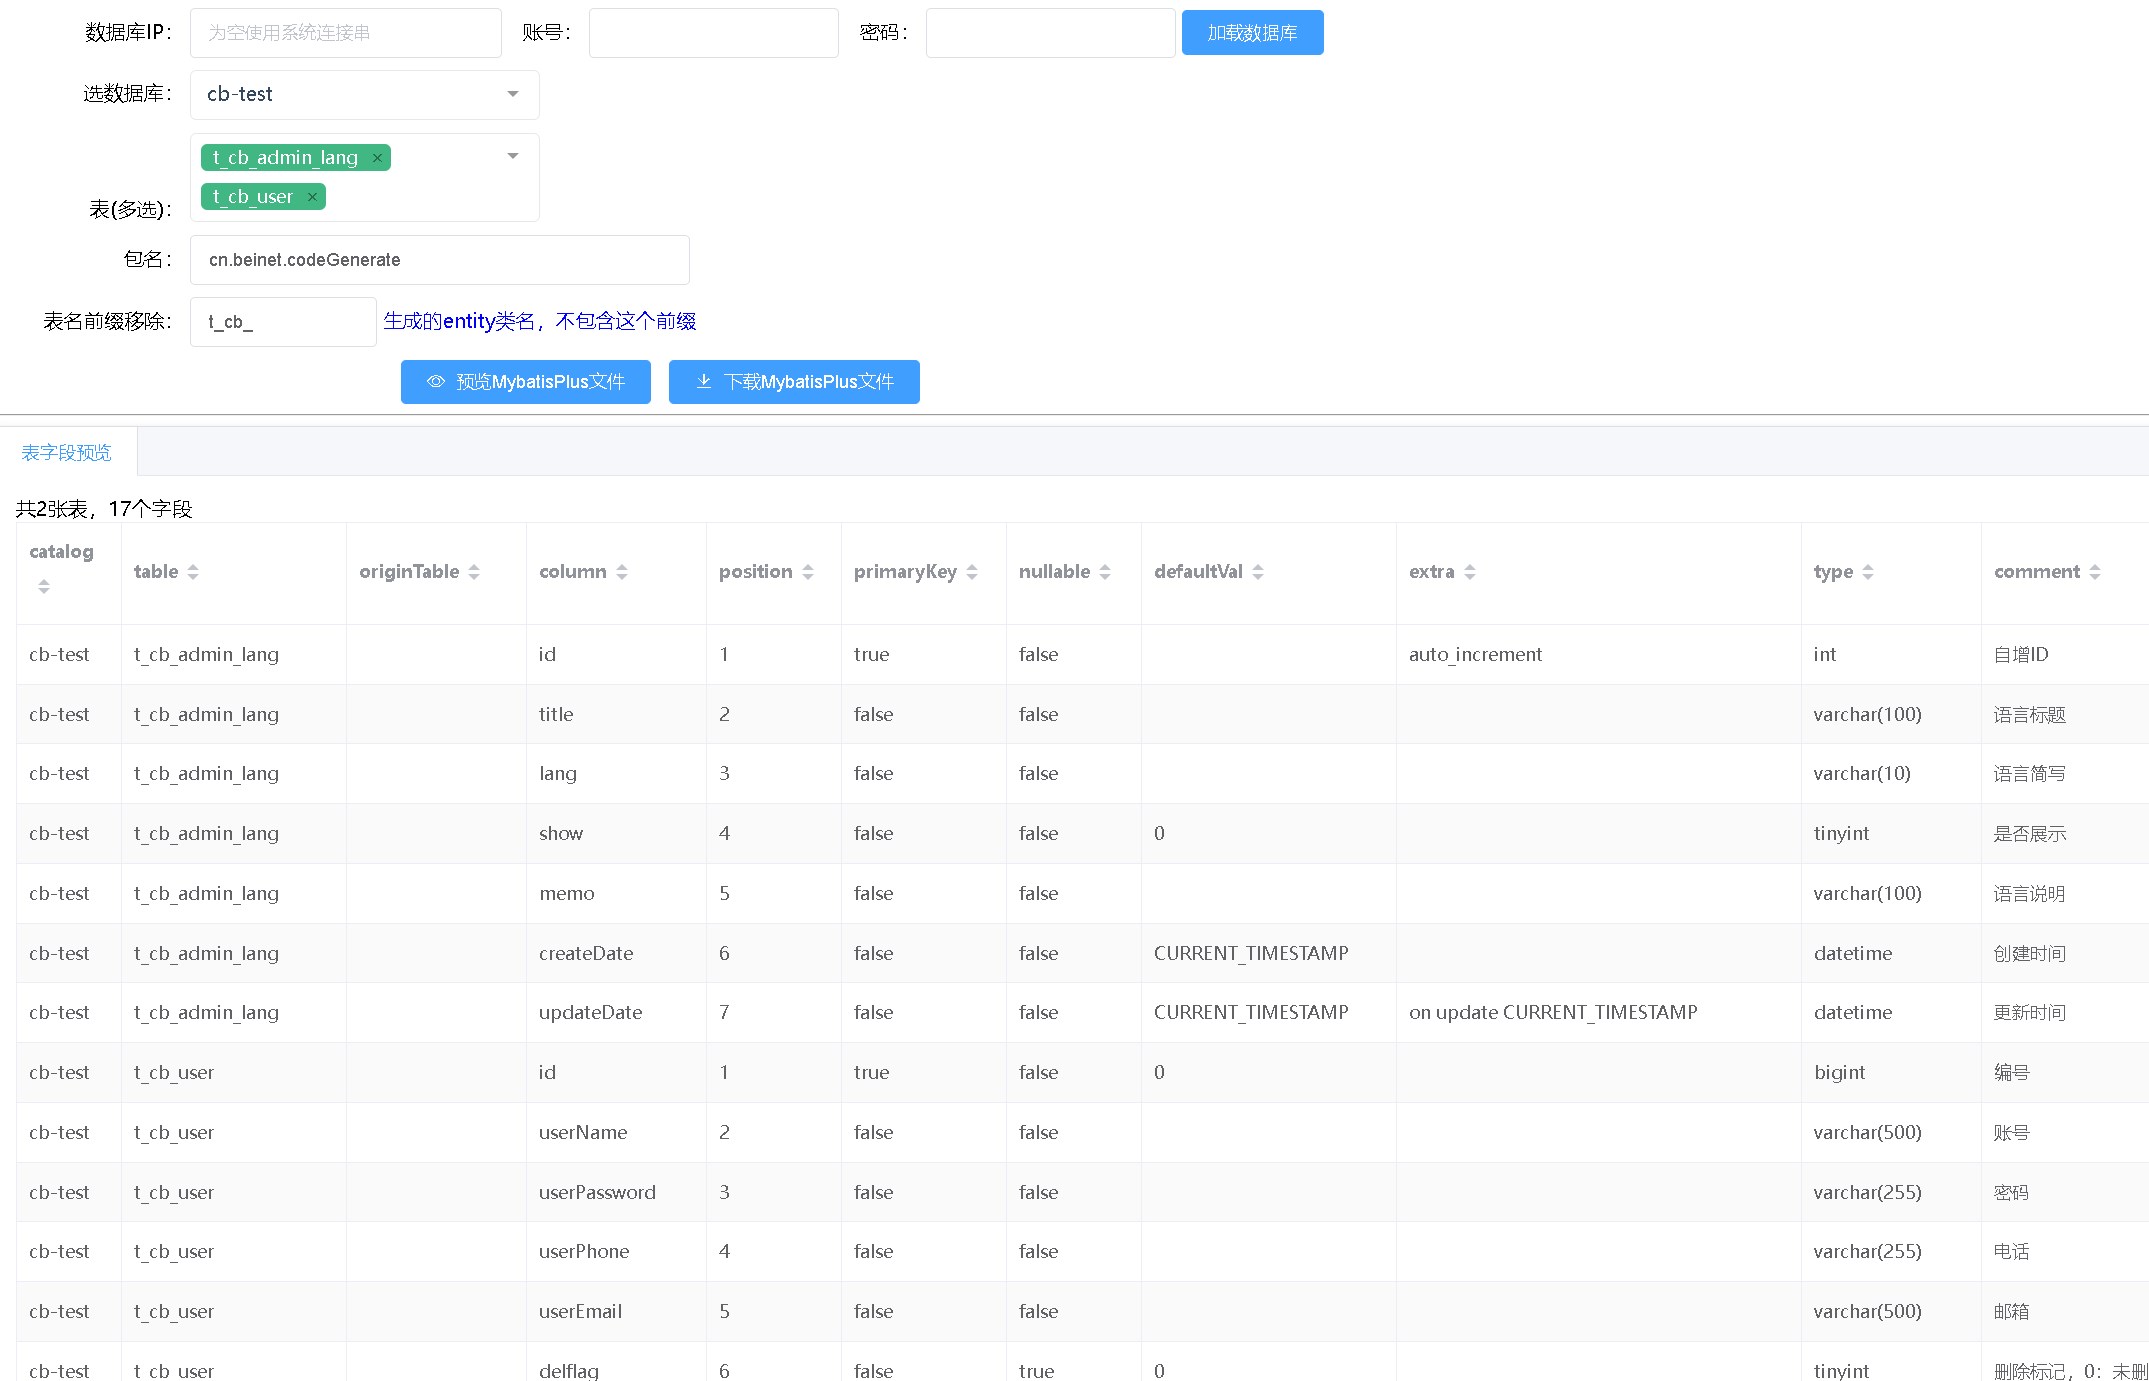 数据库IP： 为空使用系统连接串 账号： 密码： 加载数据库
选数据库： cb-test
t_cb_admin_lang ×
t_cb_user ×
表(多选)：
包名： cn.beinet.codeGenerate
表名前缀移除： t_cb_ 生成的entity类名，不包含这个前缀
预览MybatisPlus文件 下载MybatisPlus文件
表字段预览
共2张表，17个字段
catalog table originTable column position primaryKey nullable defaultVal extra type comment
cb-test t_cb_admin_lang id 1 true false auto_increment int 自增ID
cb-test t_cb_admin_lang title 2 false false varchar(100) 语言标题
cb-test t_cb_admin_lang lang 3 false false varchar(10) 语言简写
cb-test t_cb_admin_lang show 4 false false 0 tinyint 是否展示
cb-test t_cb_admin_lang memo 5 false false varchar(100) 语言说明
cb-test t_cb_admin_lang createDate 6 false false CURRENT_TIMESTAMP datetime 创建时间
cb-test t_cb_admin_lang updateDate 7 false false CURRENT_TIMESTAMP on update CURRENT_TIMESTAMP datetime 更新时间
cb-test t_cb_user id 1 true false 0 bigint 编号
cb-test t_cb_user userName 2 false false varchar(500) 账号
cb-test t_cb_user userPassword 3 false false varchar(255) 密码
cb-test t_cb_user userPhone 4 false false varchar(255) 电话
cb-test t_cb_user userEmail 5 false false varchar(500) 邮箱
cb-test t_cb_user delflag 6 false true 0 tinyint 删除标记，0：未删